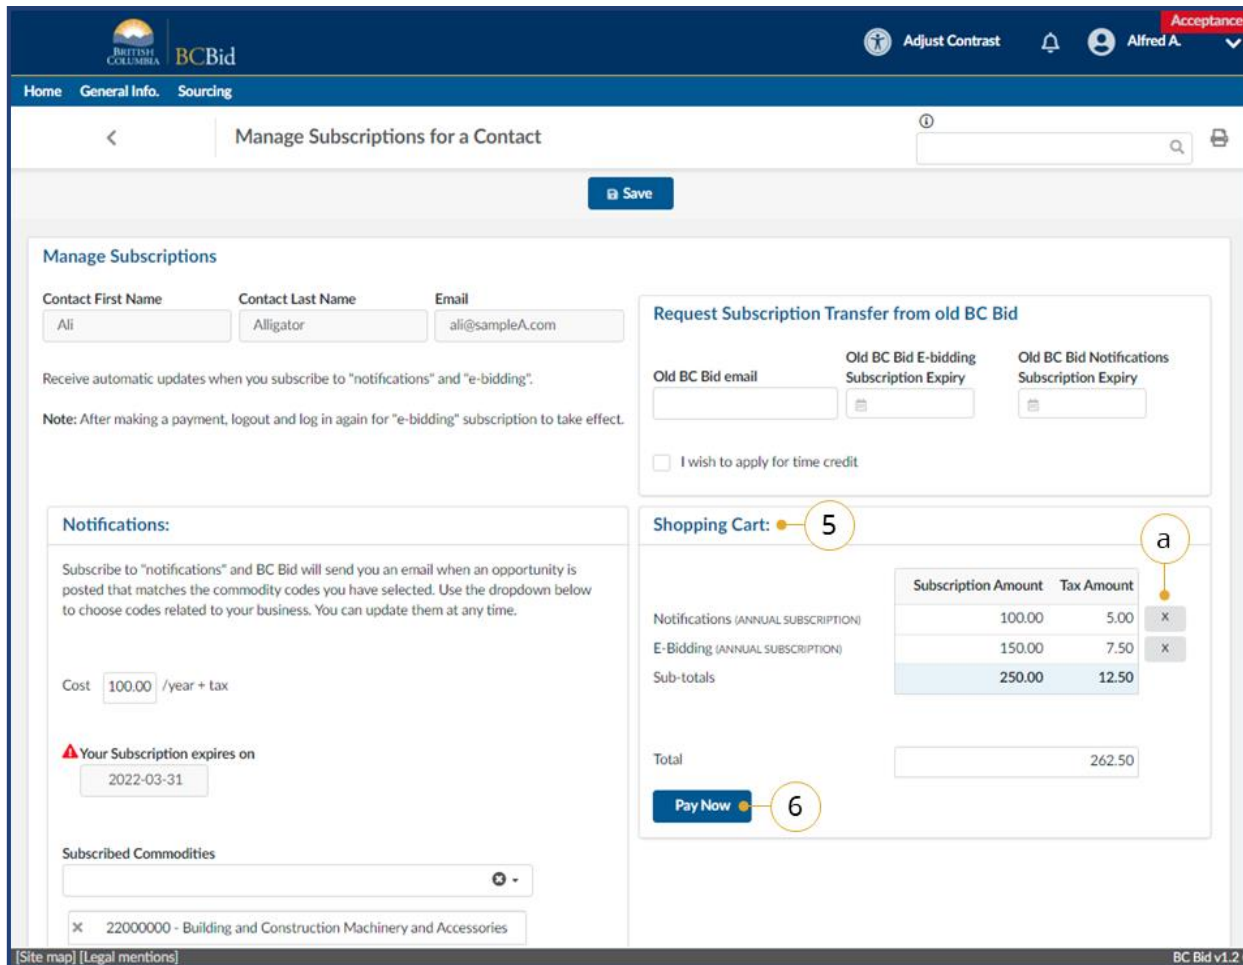 Acceptance
BRITISH
COLUMBIA
BCBid
Adjust Contrast
Alfred A.
Home General Info. Sourcing
Manage Subscriptions for a Contact
Save
Manage Subscriptions
Contact First Name Contact Last Name Email
Ali Alligator ali@sampleA.com
Receive automatic updates when you subscribe to "notifications" and "e-bidding".
Note: After making a payment, logout and log in again for "e-bidding" subscription to take effect.
Request Subscription Transfer from old BC Bid
Old BC Bid email
Old BC Bid E-bidding
Subscription Expiry
Old BC Bid Notifications
Subscription Expiry
I wish to apply for time credit
Notifications:
Subscribe to "notifications" and BC Bid will send you an email when an opportunity is
posted that matches the commodity codes you have selected. Use the dropdown below
to choose codes related to your business. You can update them at any time.
Cost 100.00 /year + tax
Your Subscription expires on
2022-03-31
Subscribed Commodities
22000000 - Building and Construction Machinery and Accessories
Shopping Cart: 5
a
Subscription Amount Tax Amount
Notifications (ANNUAL SUBSCRIPTION) 100.00 5.00 X
E-Bidding (ANNUAL SUBSCRIPTION) 150.00 7.50 X
Sub-totals 250.00 12.50
Total 262.50
Pay Now 6
[Site map] [Legal mentions]
BC Bid v1.2